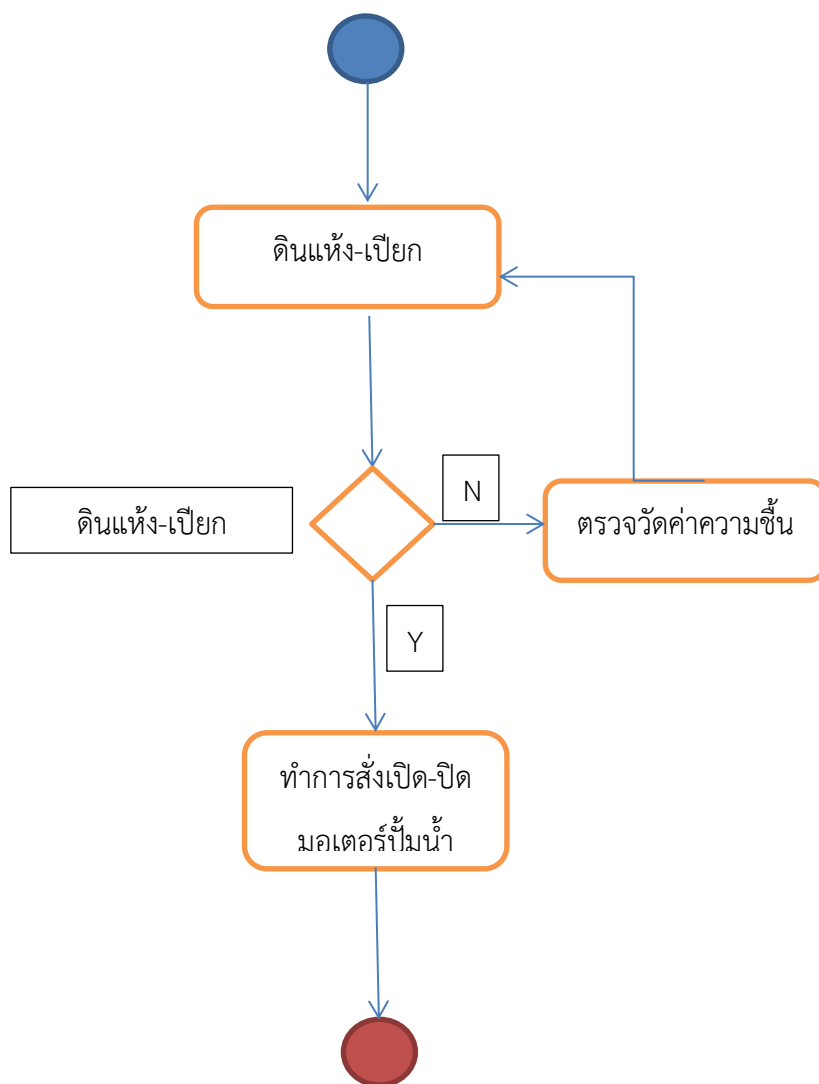 ดินแห้ง-เปียก
N
ดินแห้ง-เปียก
ตรวจวัดค่าความชื้น
Y
ทำการสั่งเปิด-ปิด
มอเตอร์ปั้มน้ำ